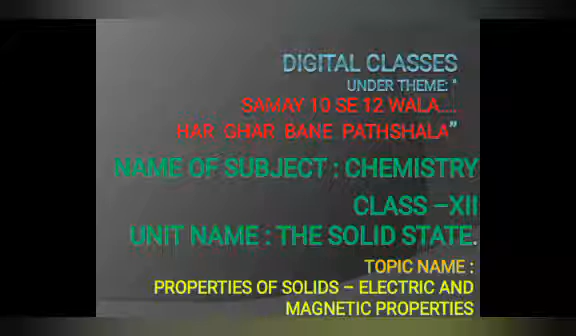 DIGITAL CLASSES
UNDER THEME: "
SAMAY 10 SE 12 WALA....
HAR GHAR BANE PATHSHALA"
NAME OF SUBJECT : CHEMISTRY
CLASS –XII
UNIT NAME : THE SOLID STATE.
TOPIC NAME :
PROPERTIES OF SOLIDS – ELECTRIC AND
MAGNETIC PROPERTIES